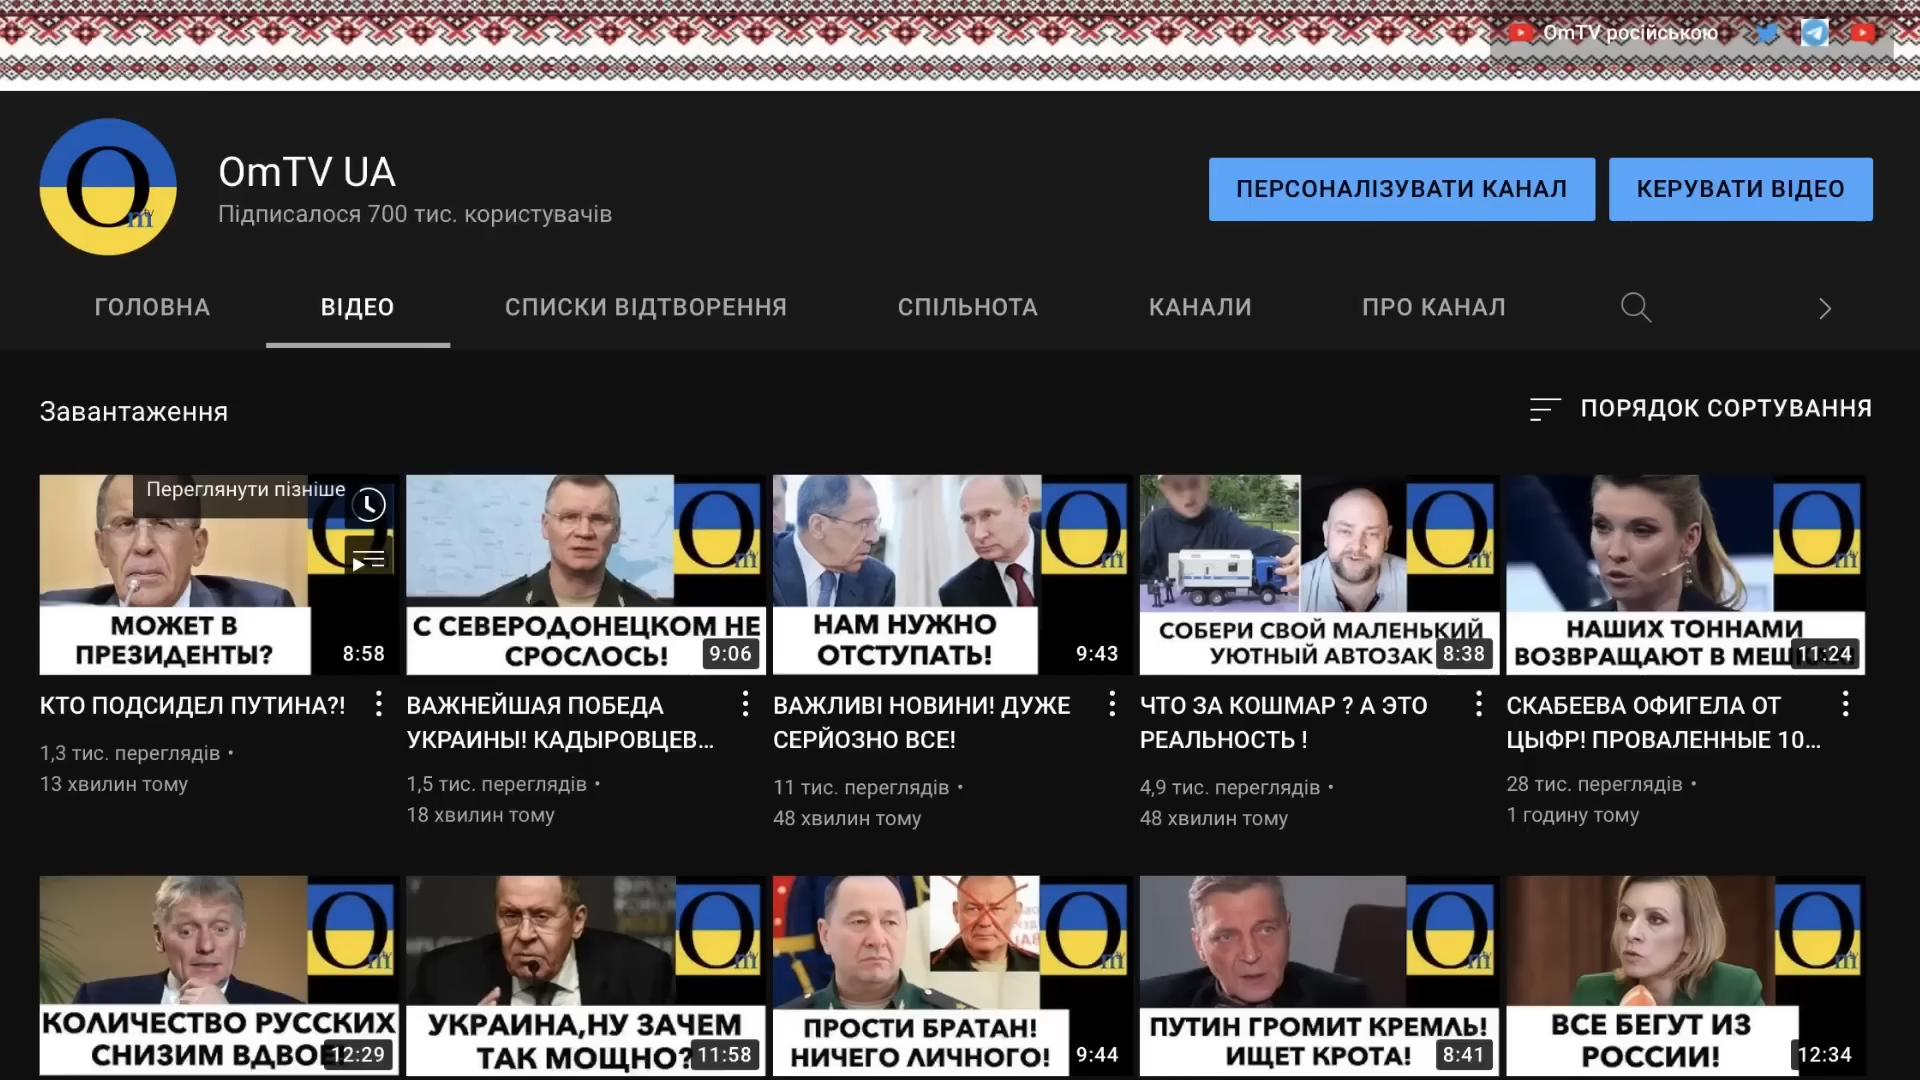 OmTV російською
OmTV UA
Підписалося 700 тис. користувачів
ПЕРСОНАЛІЗУВАТИ КАНАЛ
КЕРУВАТИ ВІДЕО
ГОЛОВНА
ВІДЕО
СПИСКИ ВІДТВОРЕННЯ
СПІЛЬНОТА
КАНАЛИ
ПРО КАНАЛ
Завантаження
ПОРЯДОК СОРТУВАННЯ
Переглянути пізніше
МОЖЕТ В
ПРЕЗИДЕНТЫ?
8:58
КТО ПОДСИДЕЛ ПУТИНА?!
1,3 тис. переглядів •
13 хвилин тому
С СЕВЕРОДОНЕЦКОМ НЕ
СРОСЛОСЬ!
9:06
ВАЖНЕЙШАЯ ПОБЕДА
УКРАИНЫ! КАДЫРОВЦЕВ...
1,5 тис. переглядів •
18 хвилин тому
НАМ НУЖНО
ОТСТУПАТЬ!
9:43
ВАЖЛИВІ НОВИНИ! ДУЖЕ
СЕРЙОЗНО ВСЕ!
11 тис. переглядів •
48 хвилин тому
СОБЕРИ СВОЙ МАЛЕНЬКИЙ
УЮТНЫЙ АВТОЗАК
8:38
ЧТО ЗА КОШМАР ? А ЭТО
РЕАЛЬНОСТЬ !
4,9 тис. переглядів •
48 хвилин тому
НАШИХ ТОННАМИ
ВОЗВРАЩАЮТ В
11:24
СКАБЕЕВА ОФИГЕЛА ОТ
ЦЫФР! ПРОВАЛЕННЫЕ 10...
28 тис. переглядів •
1 годину тому
КОЛИЧЕСТВО РУССКИХ
СНИЗИМ ВДВОЕ
12:29
УКРАИНА,НУ ЗАЧЕМ
ТАК МОЩНО?
11:58
ПРОСТИ БРАТАН!
НИЧЕГО ЛИЧНОГО!
9:44
ПУТИН ГРОМИТ КРЕМЛЬ!
ИЩЕТ КРОТА!
8:41
ВСЕ БЕГУТ ИЗ
РОССИИ!
12:34